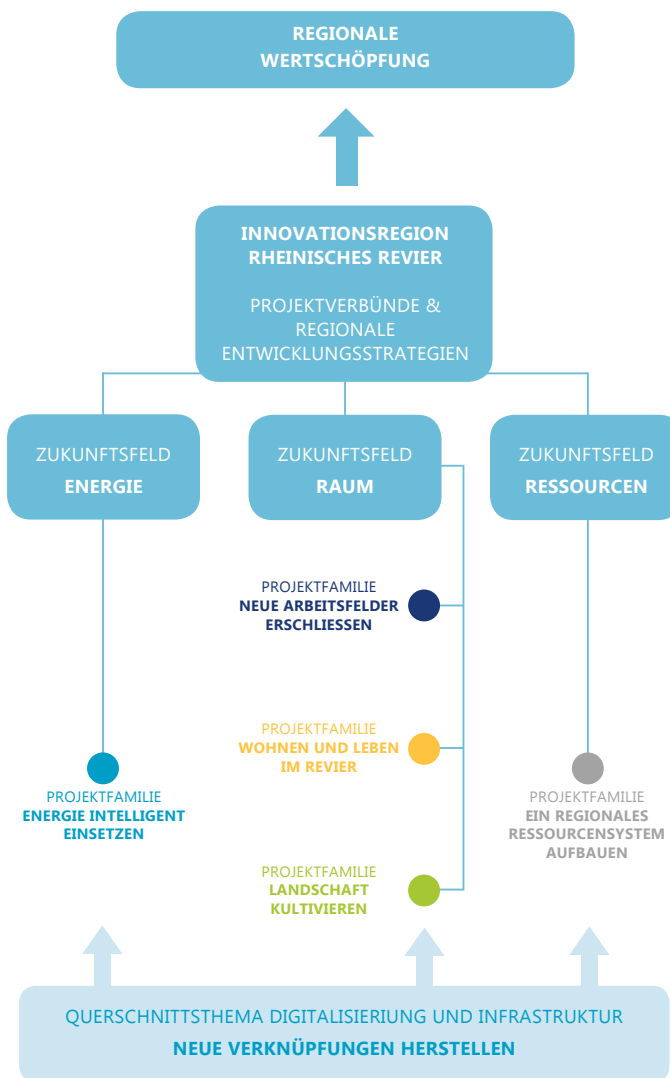 REGIONALE
WERTSCHÖPFUNG
INNOVATIONSREGION
RHEINISCHES REVIER
PROJEKTVERBÜNDE &
REGIONALE
ENTWICKLUNGSSTRATEGIEN
ZUKUNFTSFELD
ENERGIE
ZUKUNFTSFELD
RAUM
ZUKUNFTSFELD
RESSOURCEN
PROJEKTFAMILIE
NEUE ARBEITSFELDER
ERSCHLIESSEN
PROJEKTFAMILIE
WOHNEN UND LEBEN
IM REVIER
PROJEKTFAMILIE
ENERGIE INTELLIGENT
EINSETZEN
PROJEKTFAMILIE
EIN REGIONALES
RESSOURCENSYSTEM
AUFBAUEN
PROJEKTFAMILIE
LANDSCHAFT
KULTIVIEREN
QUERSCHNITTSTHEMA DIGITALISIERIUNG UND INFRASTRUKTUR
NEUE VERKNÜPFUNGEN HERSTELLEN